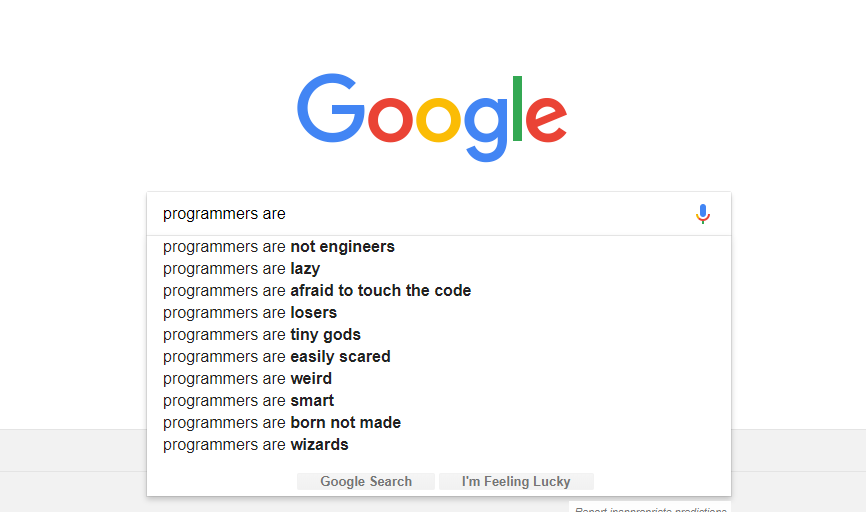 Google
programmers are
programmers are not engineers
programmers are lazy
programmers are afraid to touch the code
programmers are losers
programmers are tiny gods
programmers are easily scared
programmers are weird
programmers are smart
programmers are born not made
programmers are wizards
Google Search I'm Feeling Lucky
Report inappropriate predictions